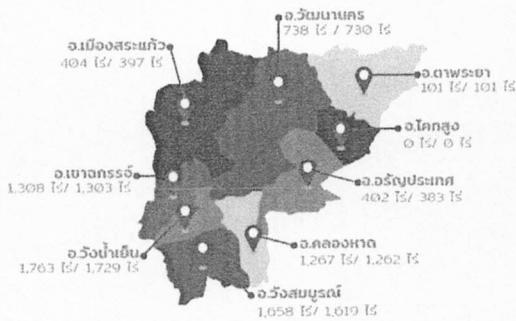 อ.วัฒนานคร
738 ไร่ / 730 ไร่
อ.เมืองสระแก้ว
404 ไร่/ 397 ไร่
อ.ตาพระยา
101 ไร่/ 101 ไร่
อ.โคกสูง
0 ไร่/ 0 ไร่
อ.เขาฉกรรจ์
1,308 ไร่/ 1,303 ไร่
อ.อรัญประเทศ
402 ไร่/ 383 ไร่
อ.วังน้ำเย็น
1,763 ไร่/ 1,729 ไร่
อ.คลองหาด
1,267 ไร่/ 1,262 ไร่
อ.วังสมบูรณ์
1,658 ไร่/ 1,619 ไร่